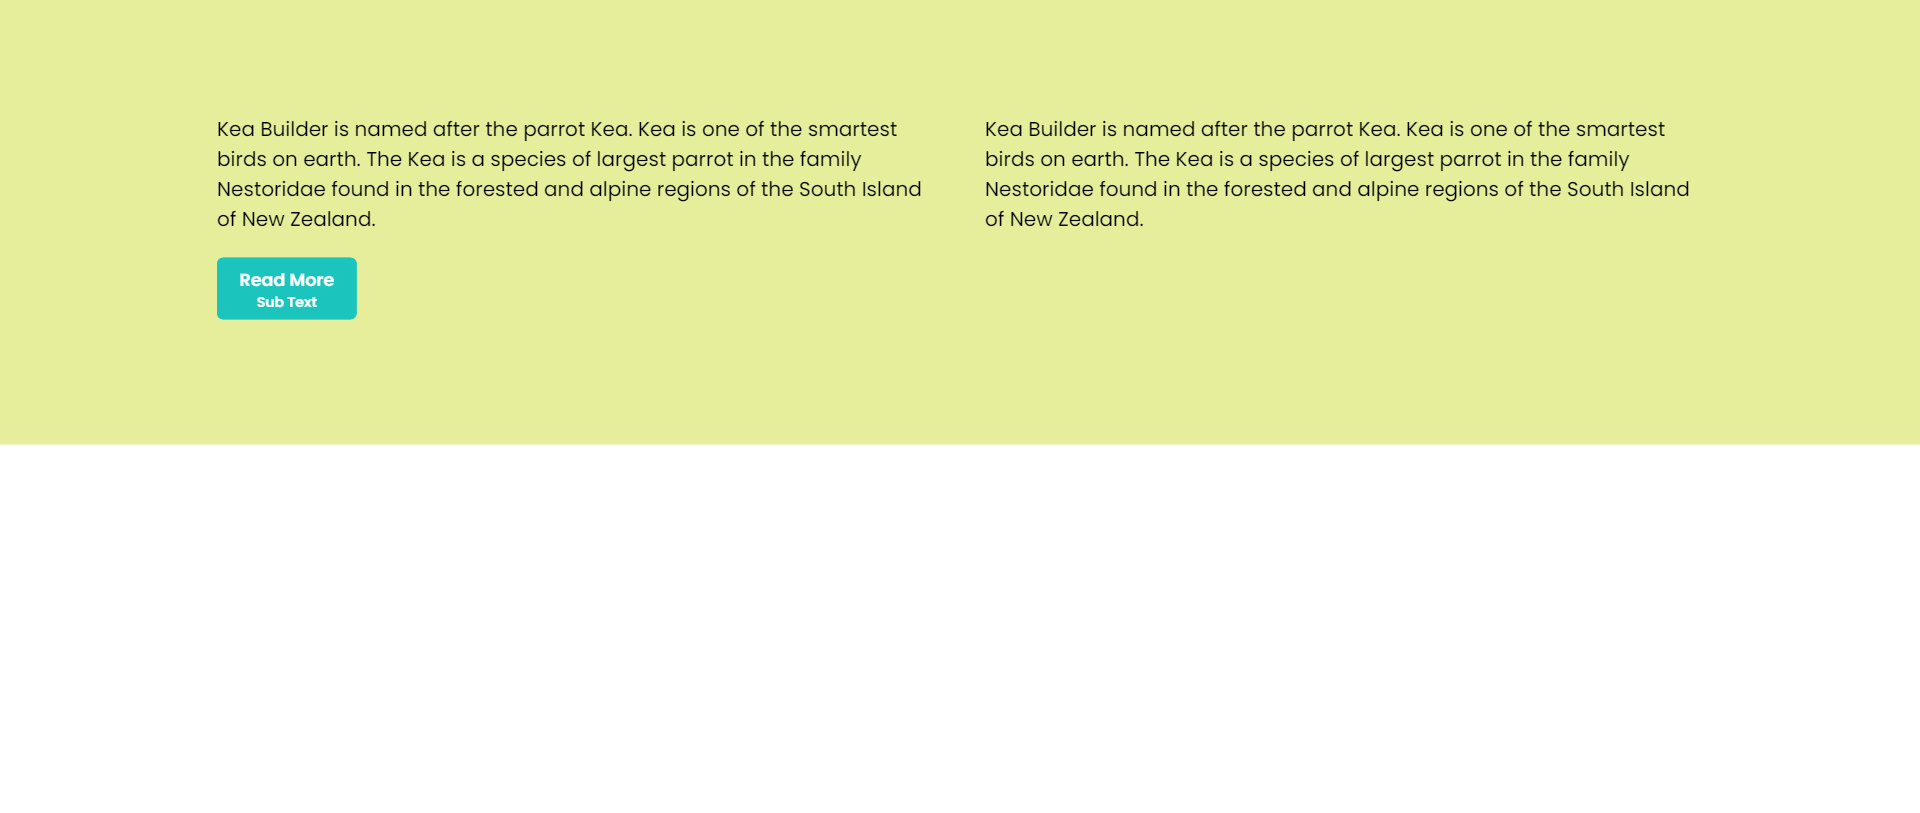 Kea Builder is named after the parrot Kea. Kea is one of the smartest
birds on earth. The Kea is a species of largest parrot in the family
Nestoridae found in the forested and alpine regions of the South Island
of New Zealand.
Read More
Sub Text
Kea Builder is named after the parrot Kea. Kea is one of the smartest
birds on earth. The Kea is a species of largest parrot in the family
Nestoridae found in the forested and alpine regions of the South Island
of New Zealand.